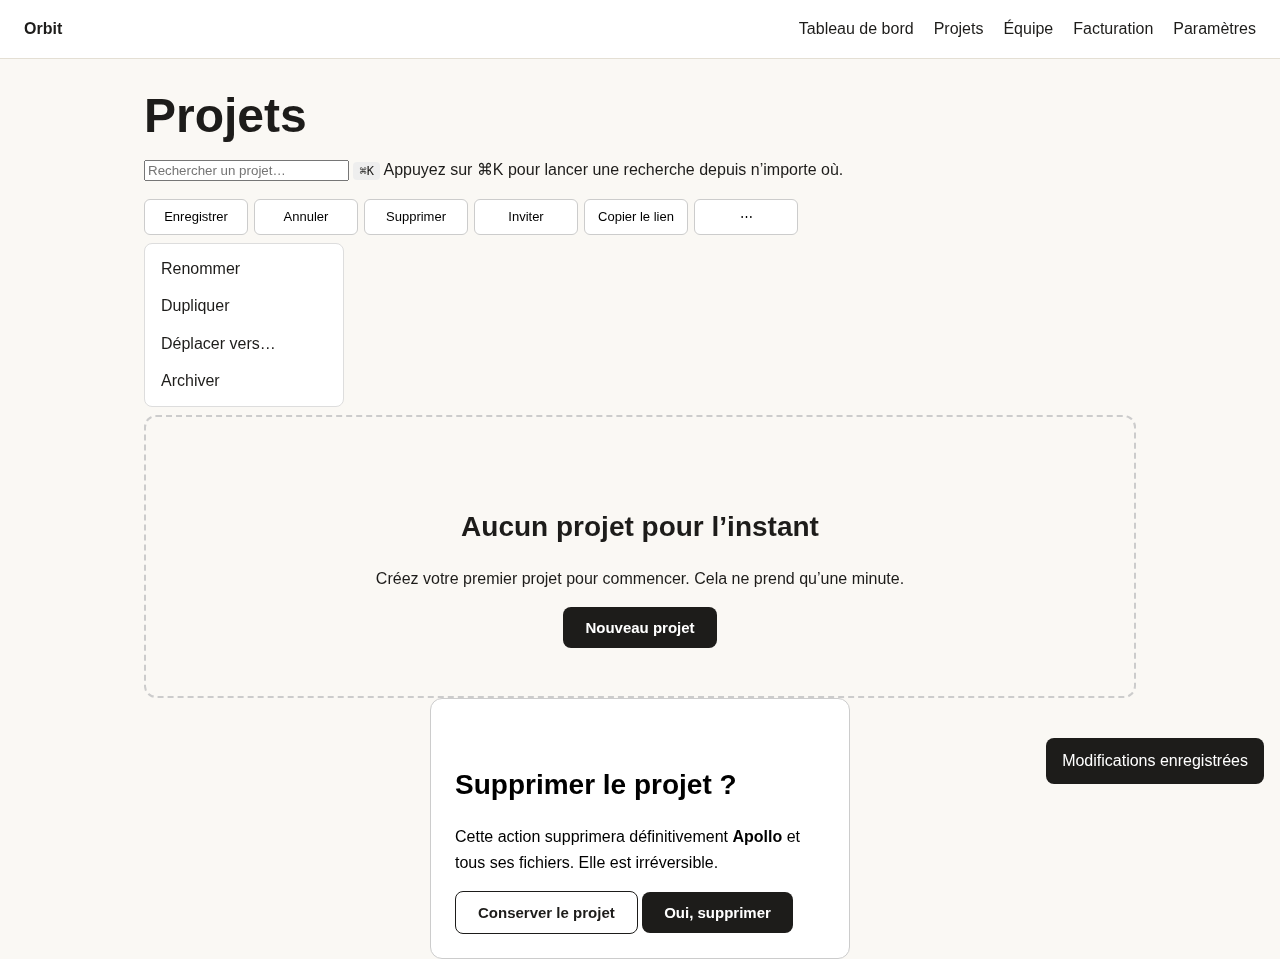 Orbit
Tableau de bord Projets Équipe Facturation Paramètres
Projets
Rechercher un projet… ⌘K Appuyez sur ⌘K pour lancer une recherche depuis n’importe où.
Enregistrer Annuler Supprimer Inviter Copier le lien ⋯
Renommer
Dupliquer
Déplacer vers…
Archiver
Aucun projet pour l’instant
Créez votre premier projet pour commencer. Cela ne prend qu’une minute.
Nouveau projet
Modifications enregistrées
Supprimer le projet ?
Cette action supprimera définitivement Apollo et
tous ses fichiers. Elle est irréversible.
Conserver le projet Oui, supprimer